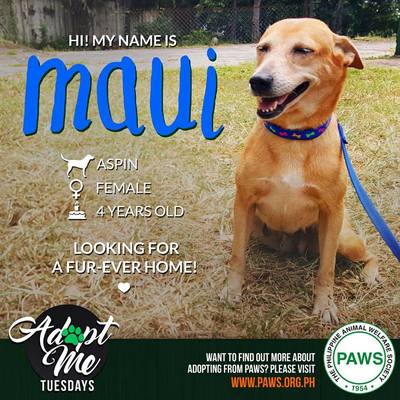 HI! MY NAME IS
maui
ASPIN
FEMALE
4 YEARS OLD
LOOKING FOR
A FUR-EVER HOME!
Adopt
Me
TUESDAYS
WANT TO FIND OUT MORE ABOUT
ADOPTING FROM PAWS? PLEASE VISIT
WWW.PAWS.ORG.PH
THE PHILIPPINE ANIMAL WELFARE SOCIETY
PAWS
1954